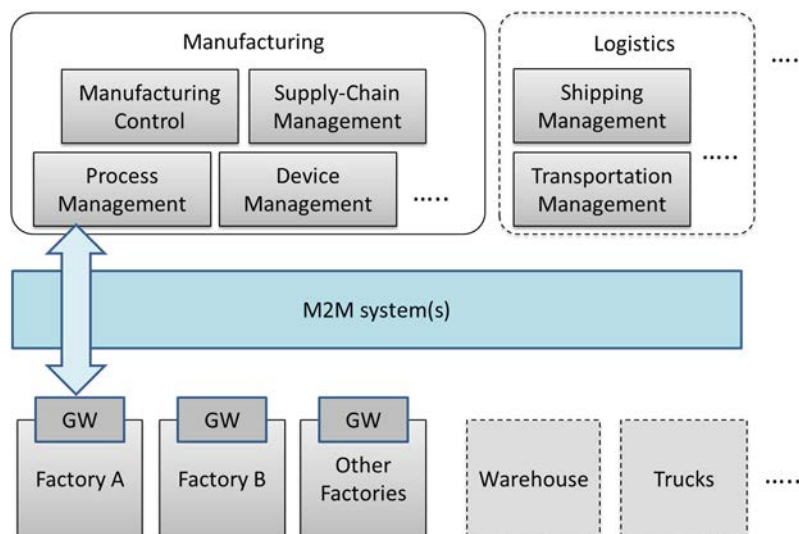 Manufacturing
Logistics
.....
Manufacturing
Control
Supply-Chain
Management
Shipping
Management
.....
Process
Management
Device
Management
.....
Transportation
Management
M2M system(s)
GW
GW
GW
Factory A
Factory B
Other
Factories
Warehouse
Trucks
.....